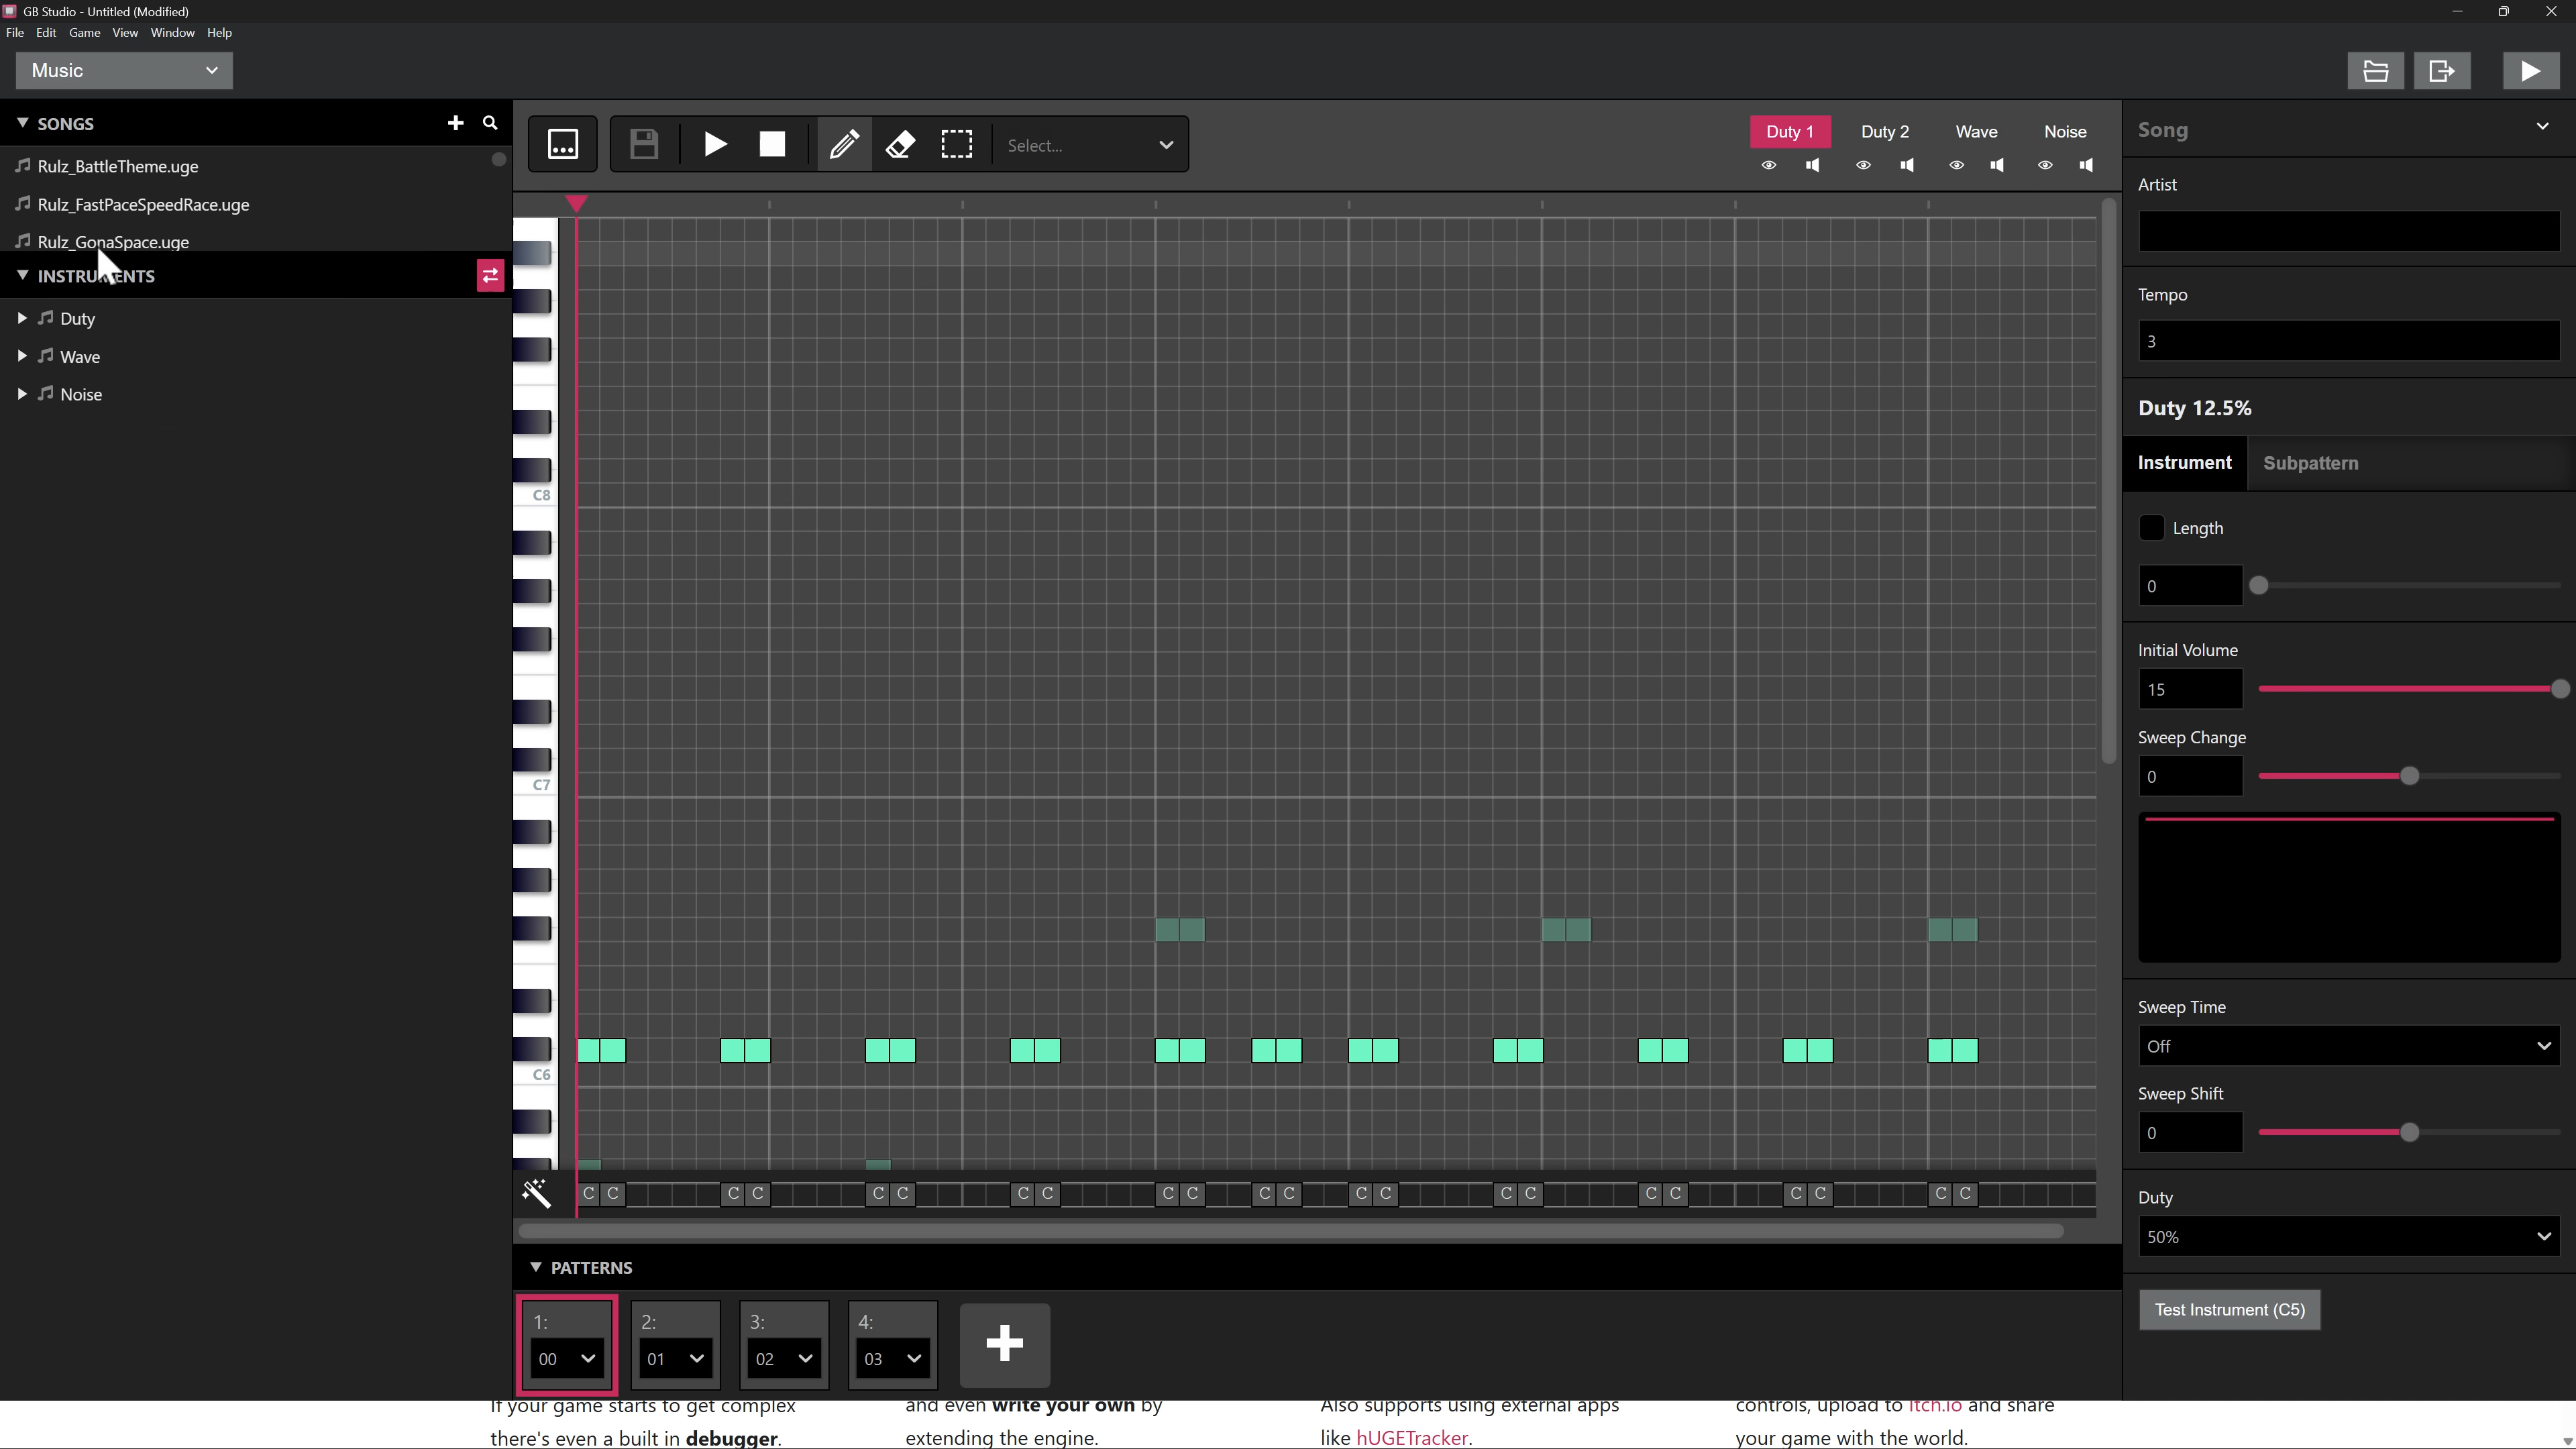 GB Studio - Untitled (Modified)
File Edit Game View Window Help
Music
SONGS
Rulz_BattleTheme.uge
Rulz_FastPaceSpeedRace.uge
Rulz_GonaSpace.uge
INSTRUMENTS
Duty
Wave
Noise
Select...
Duty 1 Duty 2 Wave Noise
C8
C7
C6
C C C C C C C C C C C C C C C C C C C C C C
PATTERNS
1: 2: 3: 4:
00 01 02 03
Song
Artist
Tempo
3
Duty 12.5%
Instrument Subpattern
Length
0
Initial Volume
15
Sweep Change
0
Sweep Time
Off
Sweep Shift
0
Duty
50%
Test Instrument (C5)
If your game starts to get complex
there's even a built in debugger.
and even write your own by
extending the engine.
Also supports using external apps
like hUGETracker.
controls, upload to Itch.io and share
your game with the world.